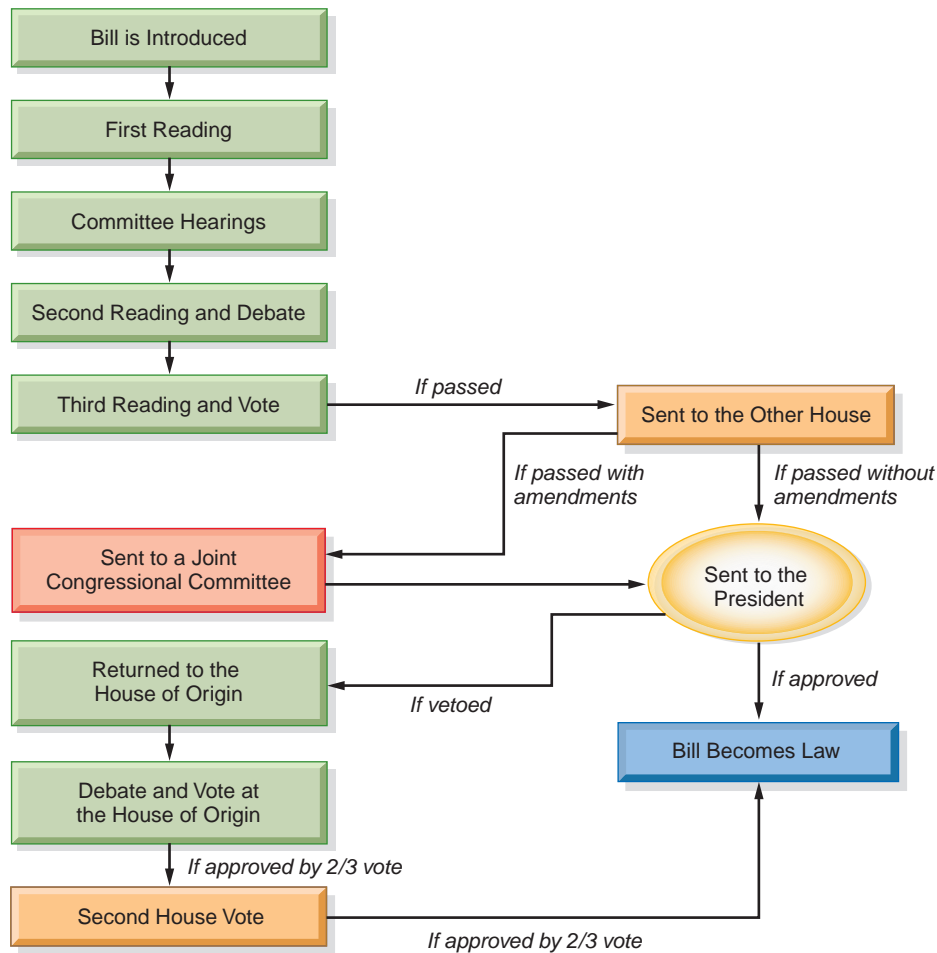 Bill is Introduced
First Reading
Committee Hearings
Second Reading and Debate
Third Reading and Vote
If passed
Sent to the Other House
If passed with
amendments
If passed without
amendments
Sent to a Joint
Congressional Committee
Sent to the
President
Returned to the
House of Origin
If vetoed
If approved
Bill Becomes Law
Debate and Vote at
the House of Origin
If approved by 2/3 vote
Second House Vote
If approved by 2/3 vote